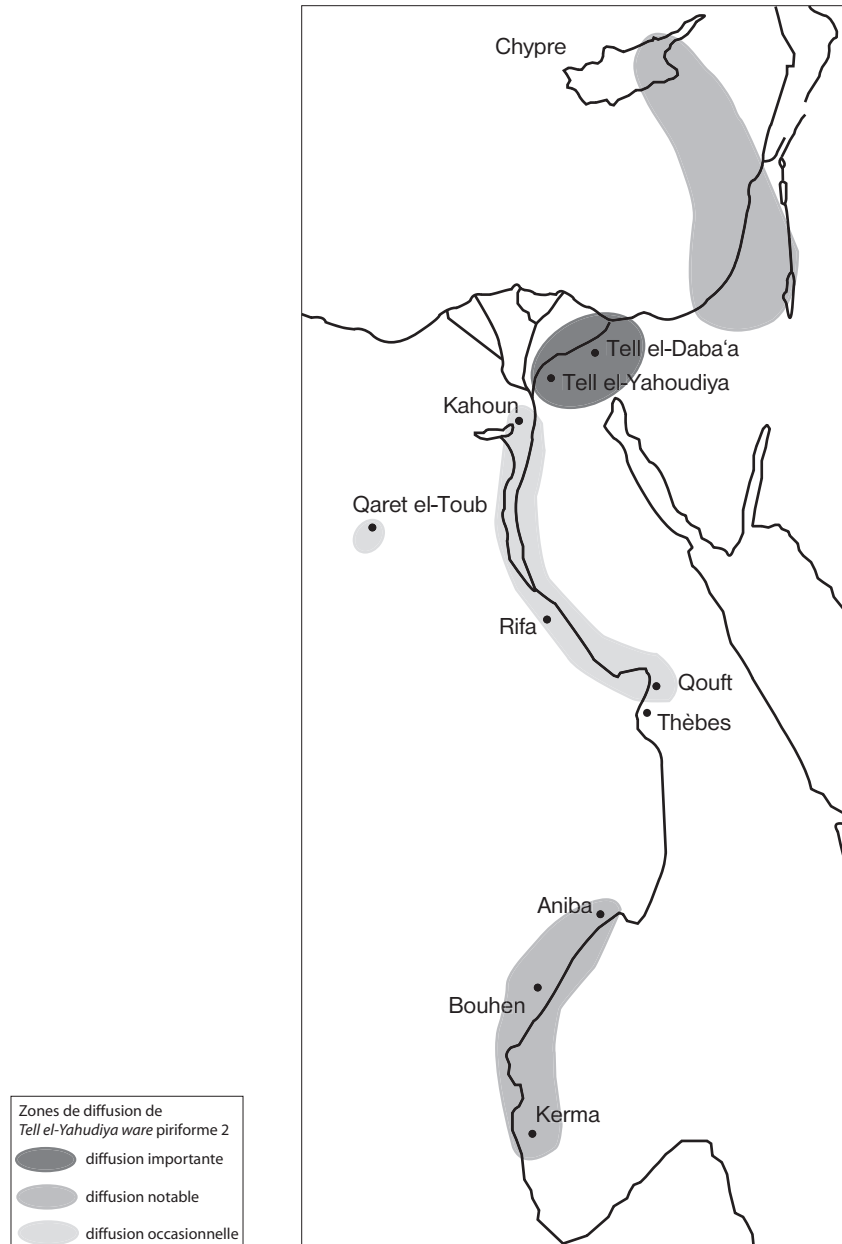 Chypre
Tell el-Daba‘a
Tell el-Yahoudiya
Kahoun
Qaret el-Toub
Rifa
Qouft
Thèbes
Aniba
Bouhen
Kerma
Zones de diffusion de
Tell el-Yahudiya ware piriforme 2
diffusion importante
diffusion notable
diffusion occasionnelle